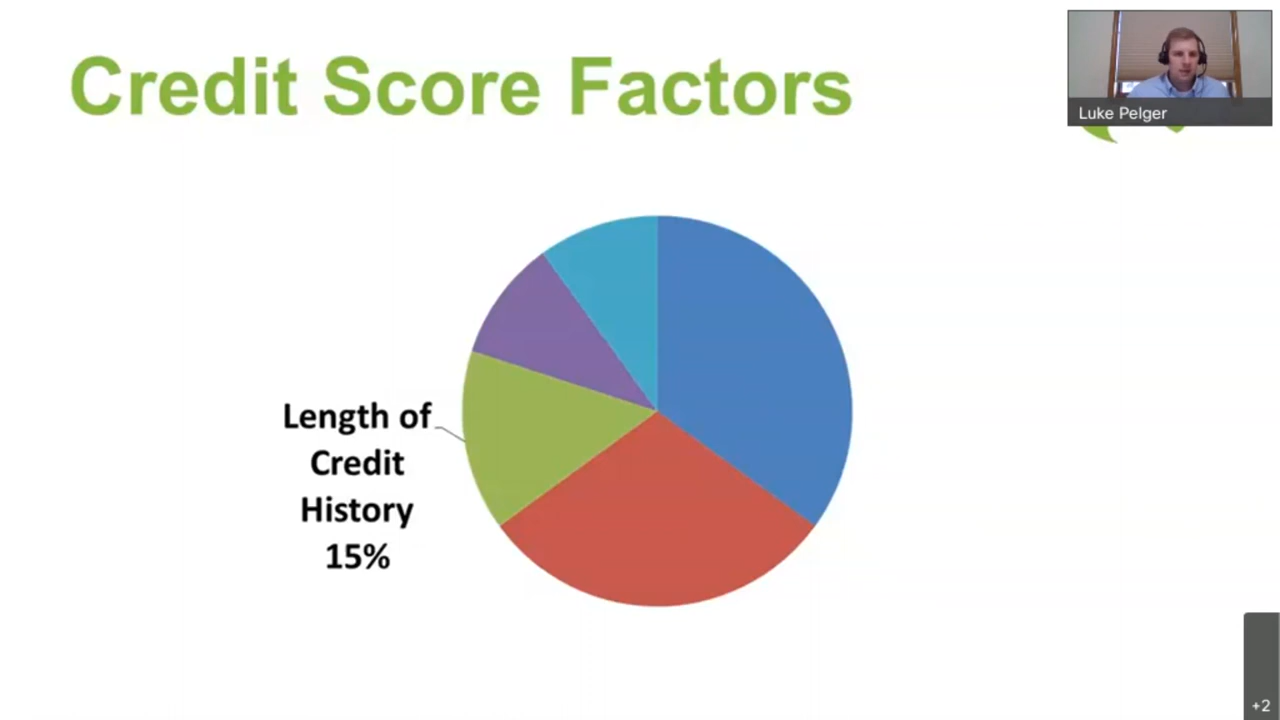 Credit Score Factors
Luke Pelger
Length of
Credit
History
15%
+2